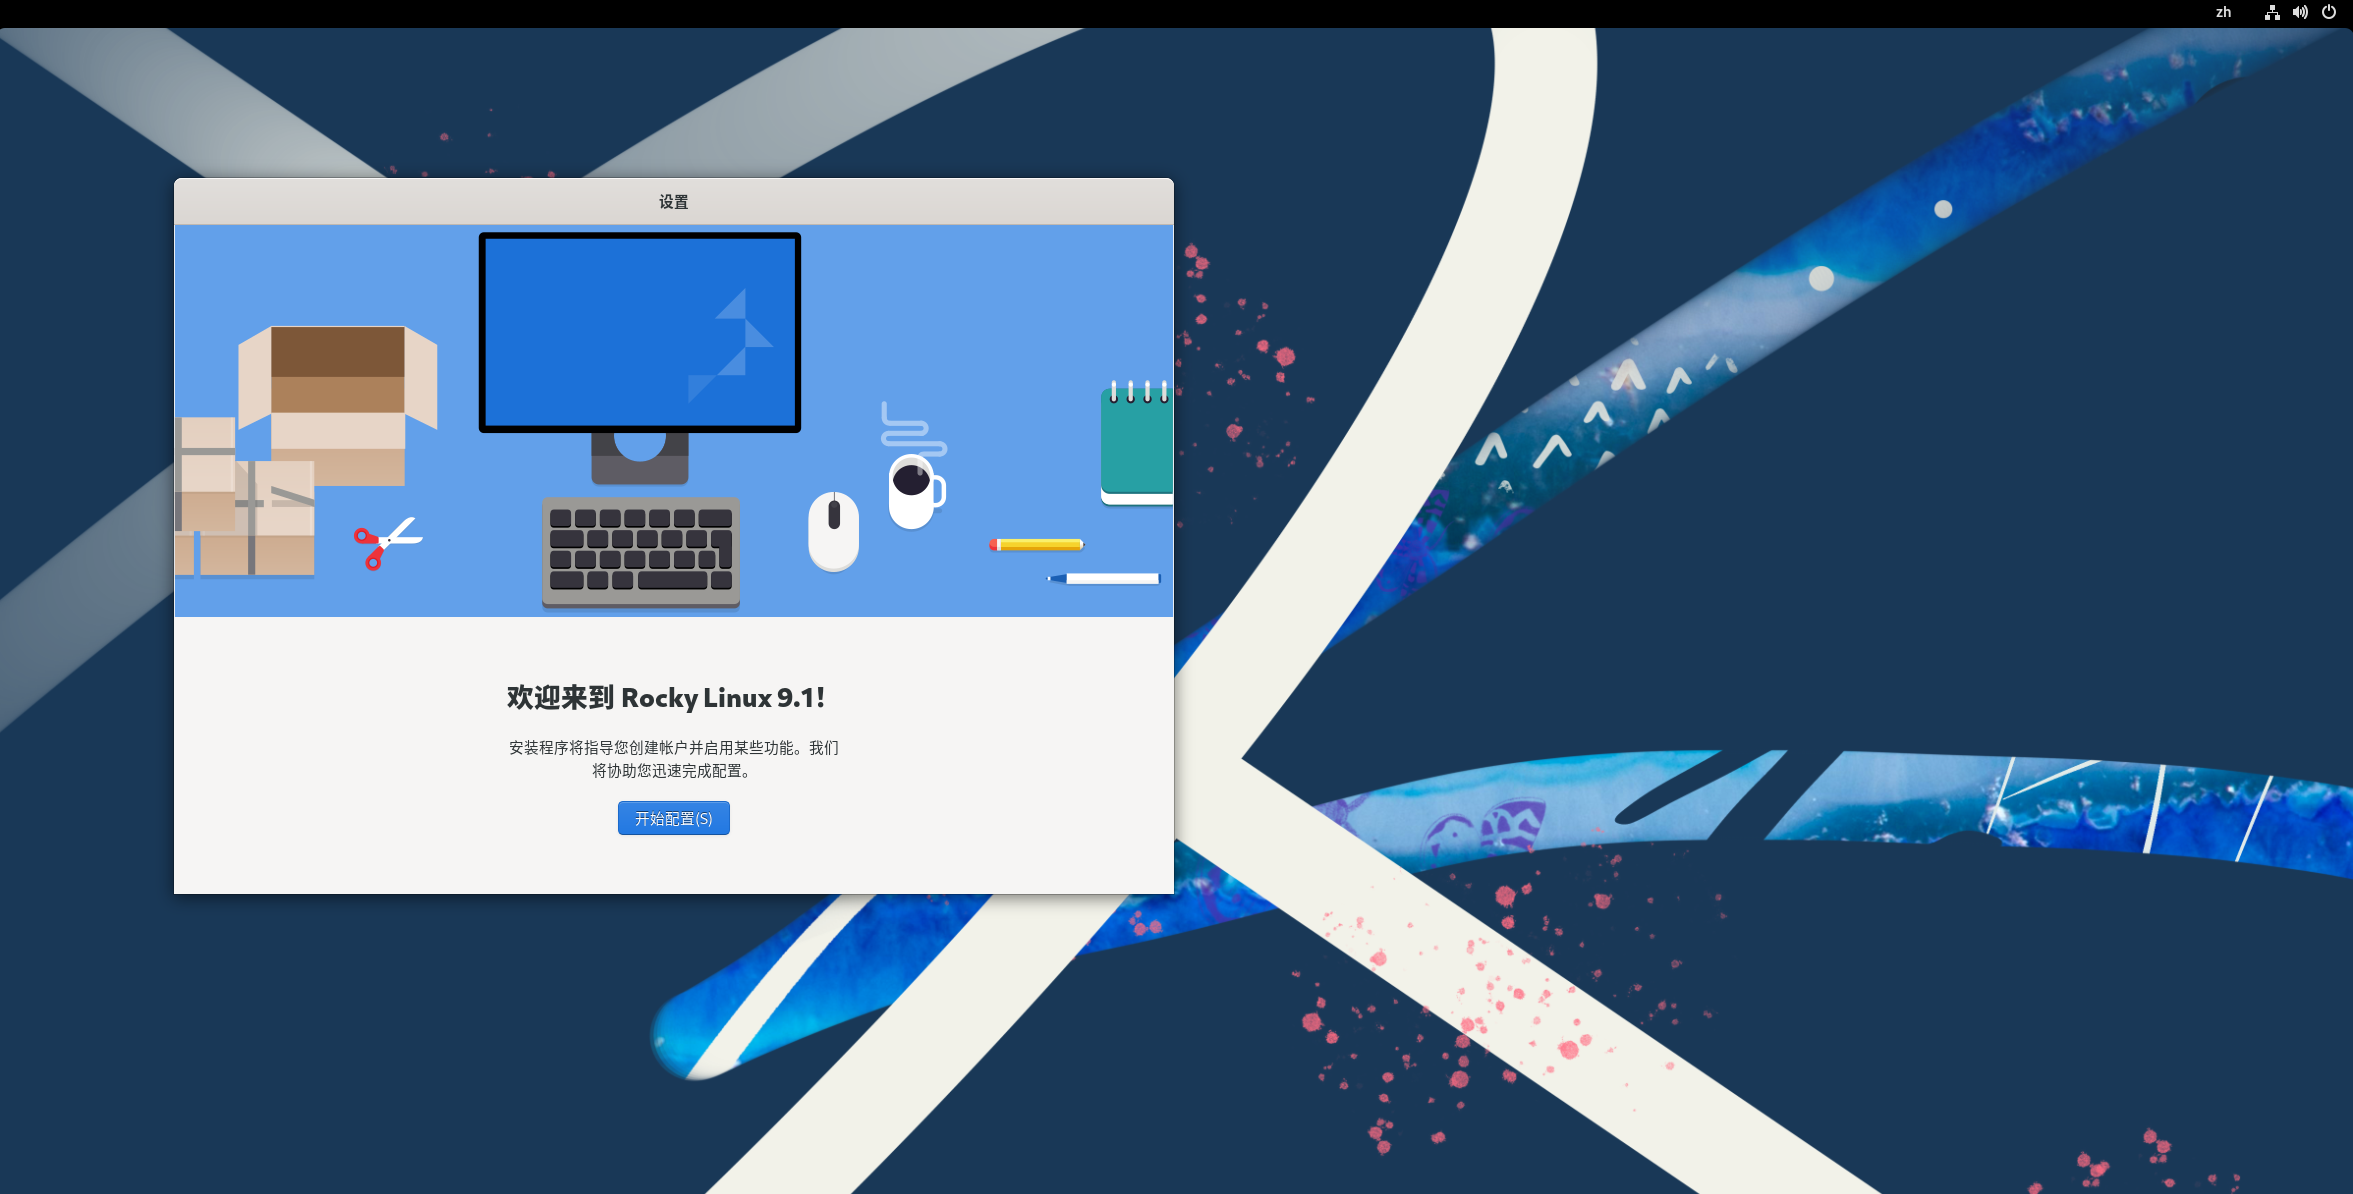 zh
设置
欢迎来到 Rocky Linux 9.1!
安装程序将指导您创建帐户并启用某些功能。我们
将协助您迅速完成配置。
开始配置(S)